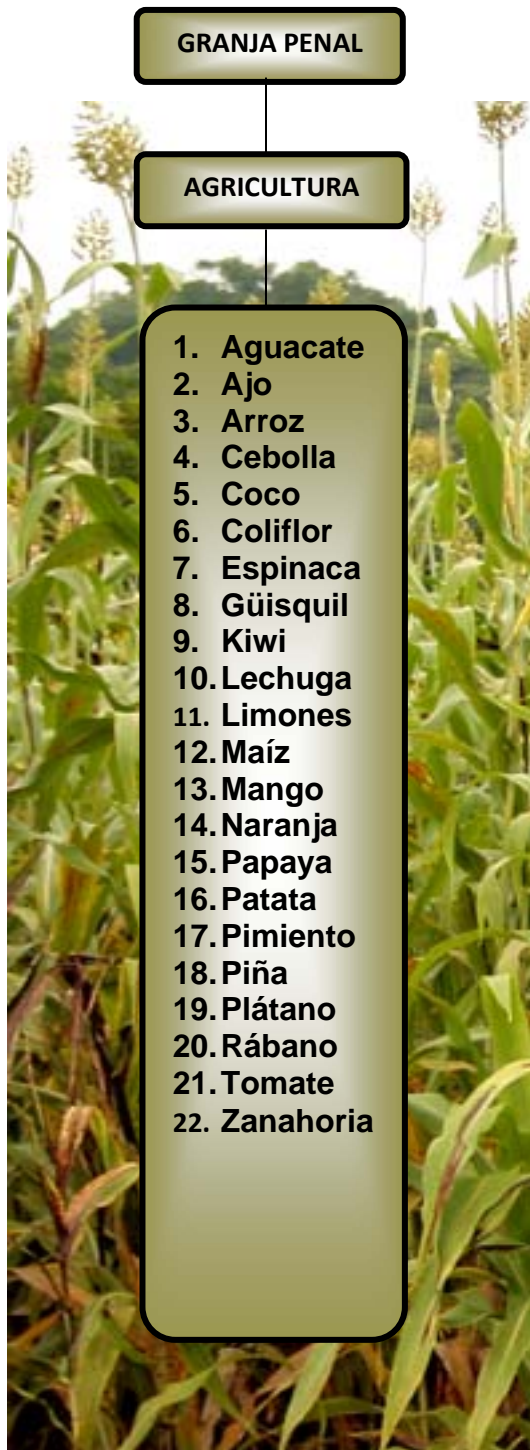 GRANJA PENAL
AGRICULTURA
1. Aguacate
2. Ajo
3. Arroz
4. Cebolla
5. Coco
6. Coliflor
7. Espinaca
8. Güisquil
9. Kiwi
10. Lechuga
11. Limones
12. Maíz
13. Mango
14. Naranja
15. Papaya
16. Patata
17. Pimiento
18. Piña
19. Plátano
20. Rábano
21. Tomate
22. Zanahoria